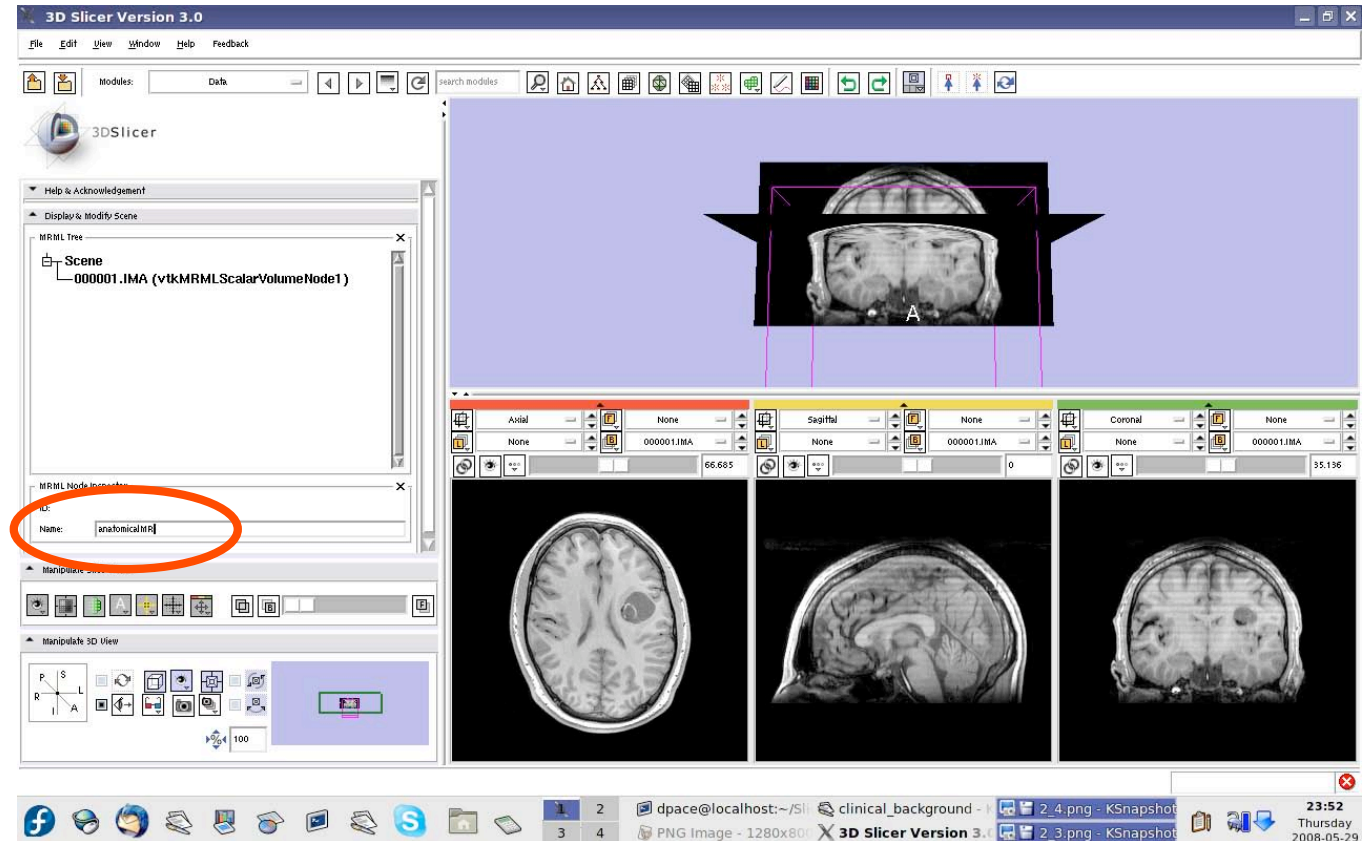 3D Slicer Version 3.0
File Edit View Window Help Feedback
Modules: Data search modules
3DSlicer
Help & Acknowledgement
Display & Modify Scene
MRML Tree
Scene
000001.IMA (vtkMRMLScalarVolumeNode1)
A
Axial None Sagittal None Coronal None
None 000001.IMA None 000001.IMA None 000001.IMA
66.685 0 35.136
MRML Node Inspector
ID:
Name: anatomicalMR
Manipulate
Manipulate 3D View
P S
R L
I A
100
1 2 dpace@localhost:~/Sli clinical_background - K 2_4.png - KSnapshot 23:52
3 4 PNG Image - 1280x80 3D Slicer Version 3. 2_3.png - KSnapshot Thursday
2008-05-29